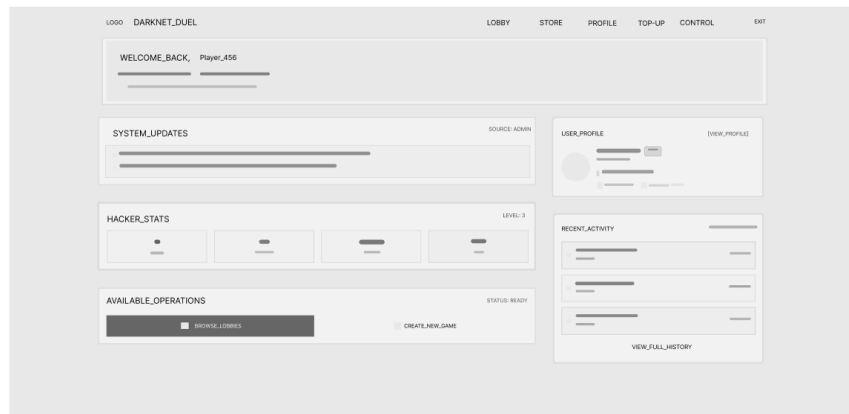 LOGO DARKNET_DUEL LOBBY STORE PROFILE TOP-UP CONTROL EXIT
WELCOME_BACK, Player_456
SYSTEM_UPDATES SOURCE: ADMIN
HACKER_STATS LEVEL: 3
AVAILABLE_OPERATIONS STATUS: READY
BROWSE_LOBBIES CREATE_NEW_GAME
USER_PROFILE [VIEW_PROFILE]
RECENT_ACTIVITY
VIEW_FULL_HISTORY